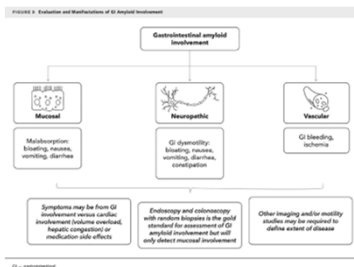 FIGURE 5 Evaluation and Manifestations of GI Amyloid Involvement
Gastrointestinal amyloid
involvement
Mucosal
Neuropathic
Vascular
Malabsorption:
bloating, nausea,
vomiting, diarrhea
GI dysmotility:
bloating, nausea,
vomiting, diarrhea,
constipation
GI bleeding,
ischemia
Symptoms may be from GI
involvement versus cardiac
involvement (volume overload,
hepatic congestion) or
medication side effects
Endoscopy and colonoscopy
with random biopsies is the gold
standard for assessment of GI
amyloid involvement but will
only detect mucosal involvement
Other imaging and/or motility
studies may be required to
define extent of disease
GI = gastrointestinal